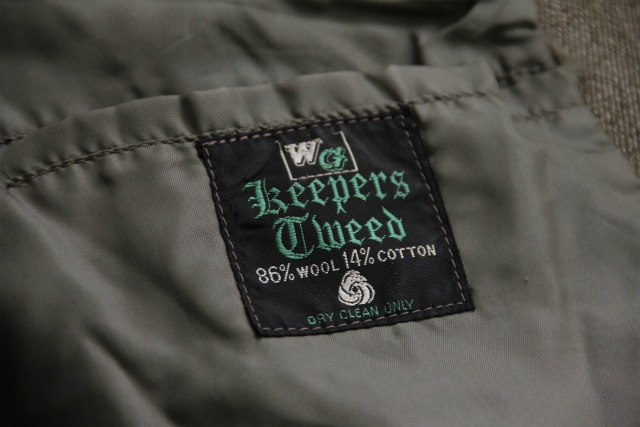 WG
Keepers
Tweed
86% WOOL 14% COTTON
DRY CLEAN ONLY